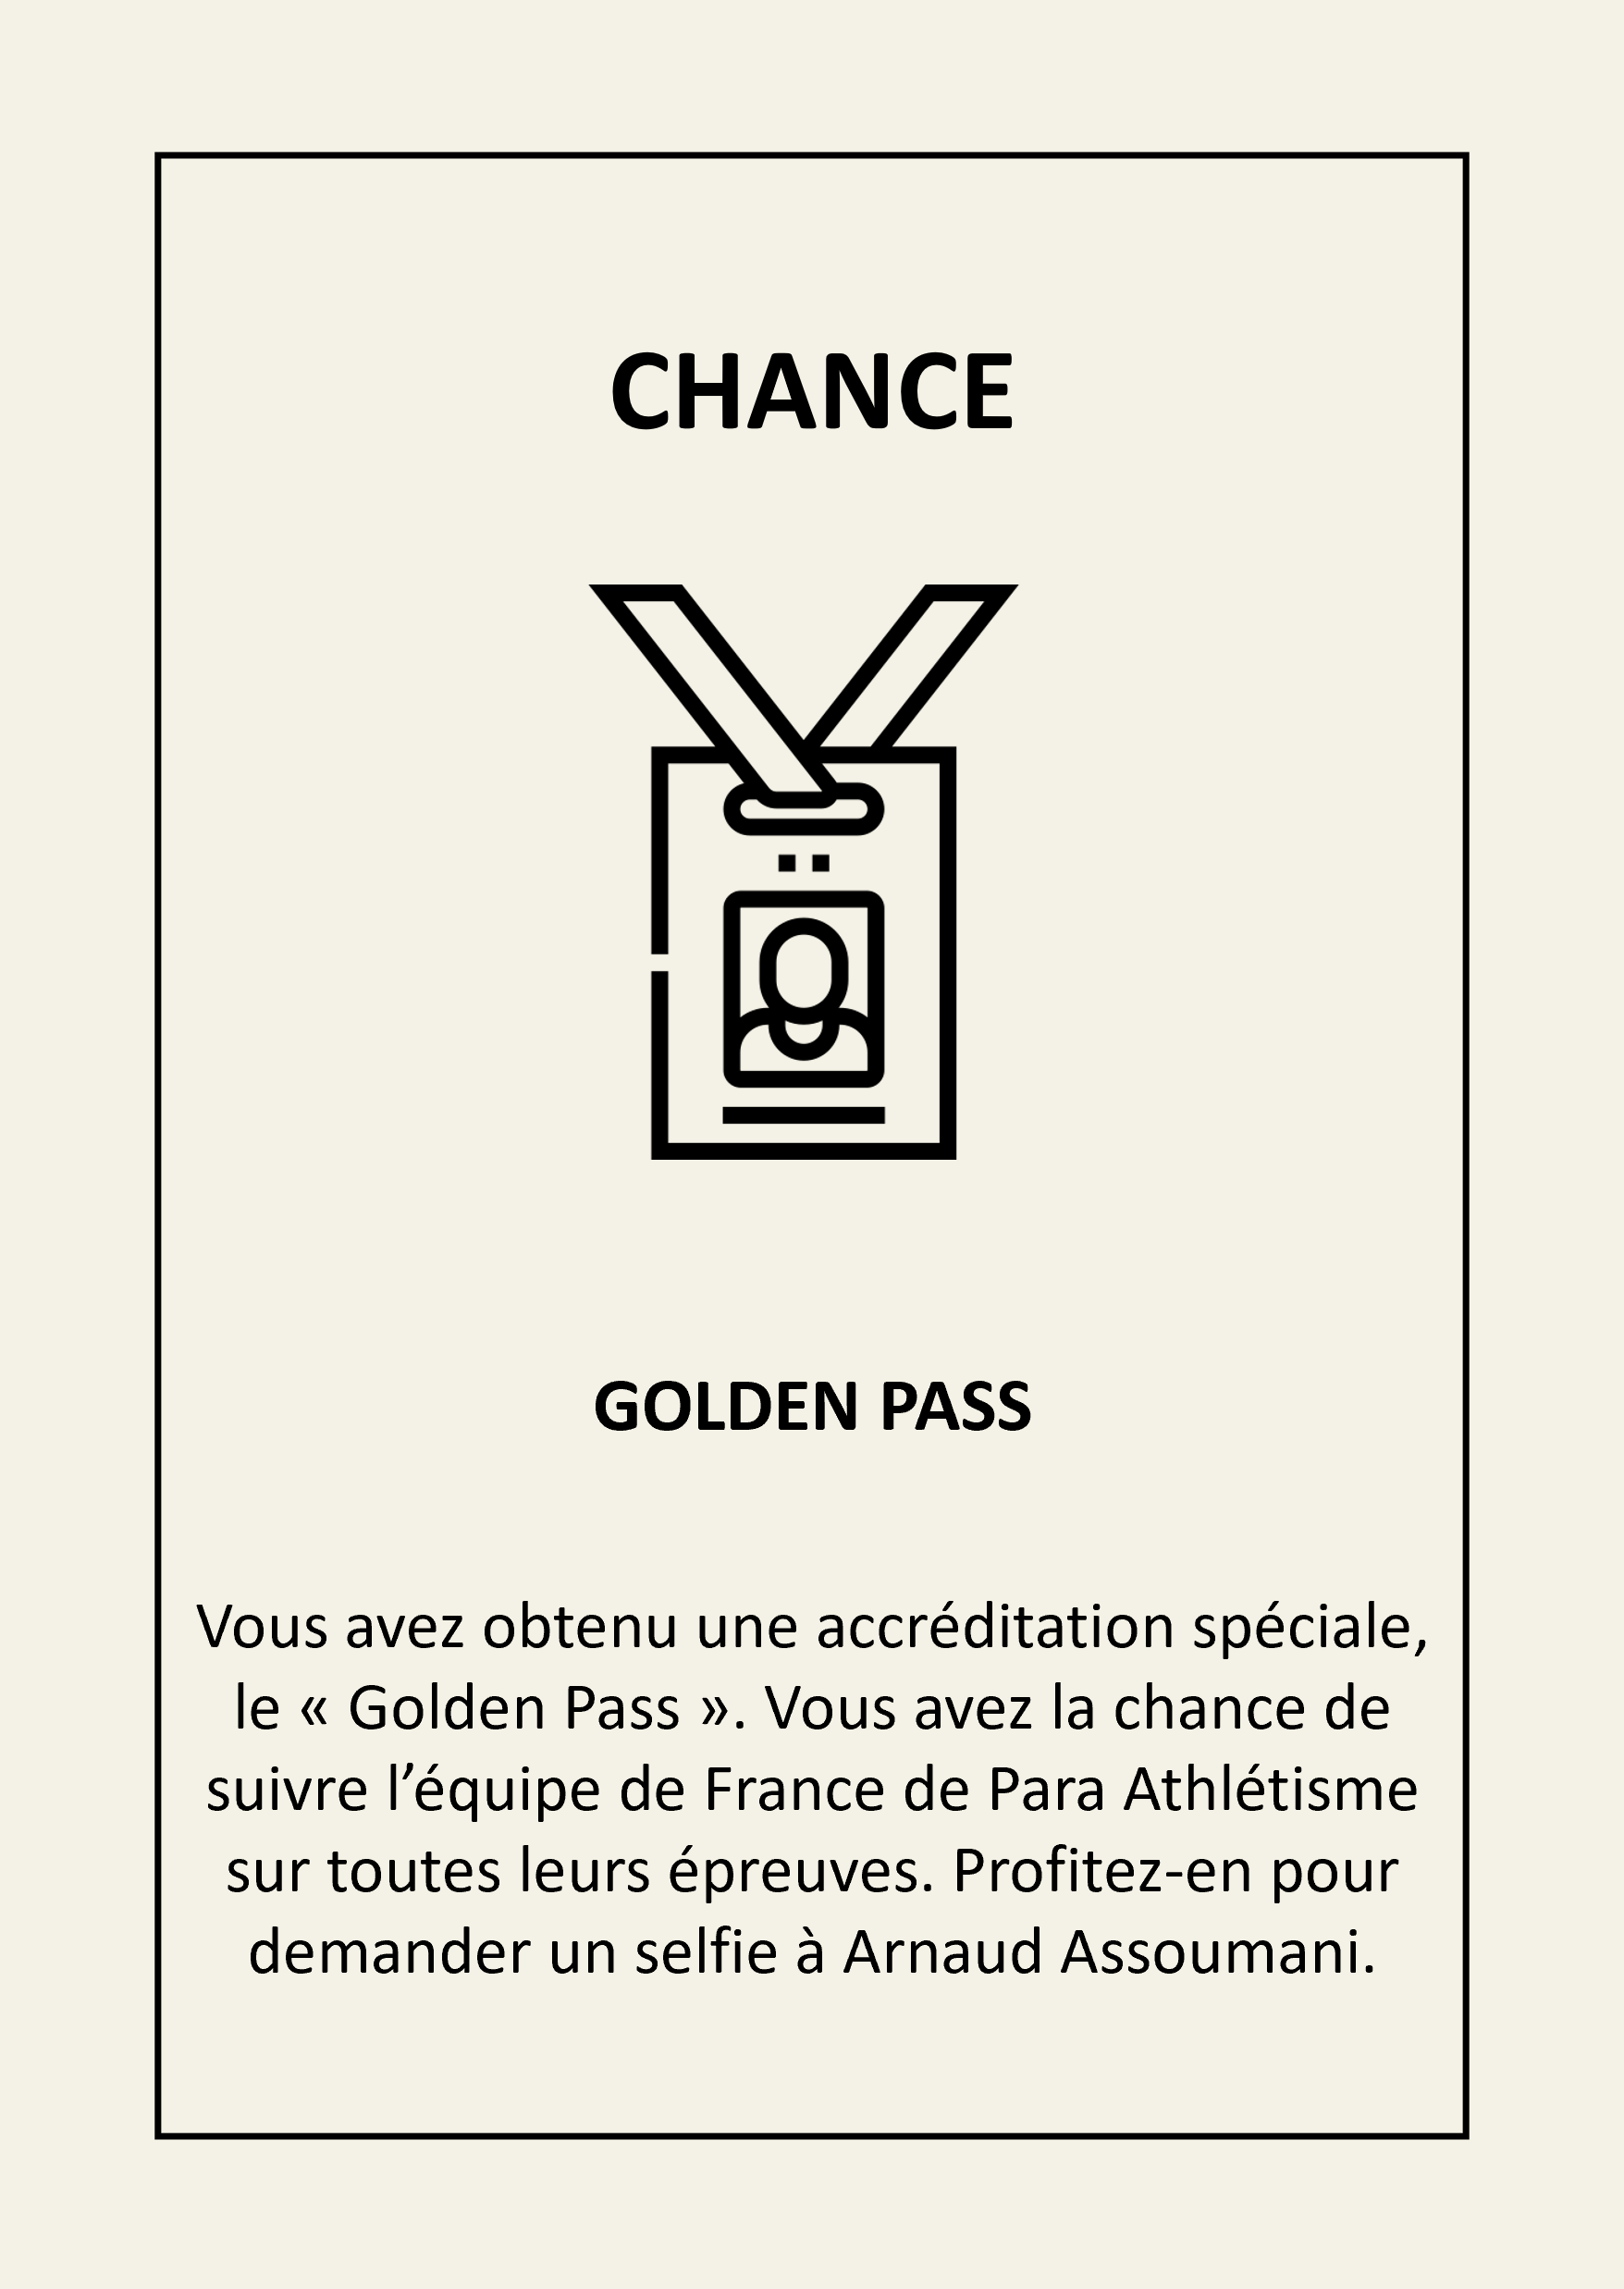 CHANCE
GOLDEN PASS
Vous avez obtenu une accréditation spéciale,
le « Golden Pass ». Vous avez la chance de
suivre l’équipe de France de Para Athlétisme
sur toutes leurs épreuves. Profitez-en pour
demander un selfie à Arnaud Assoumani.